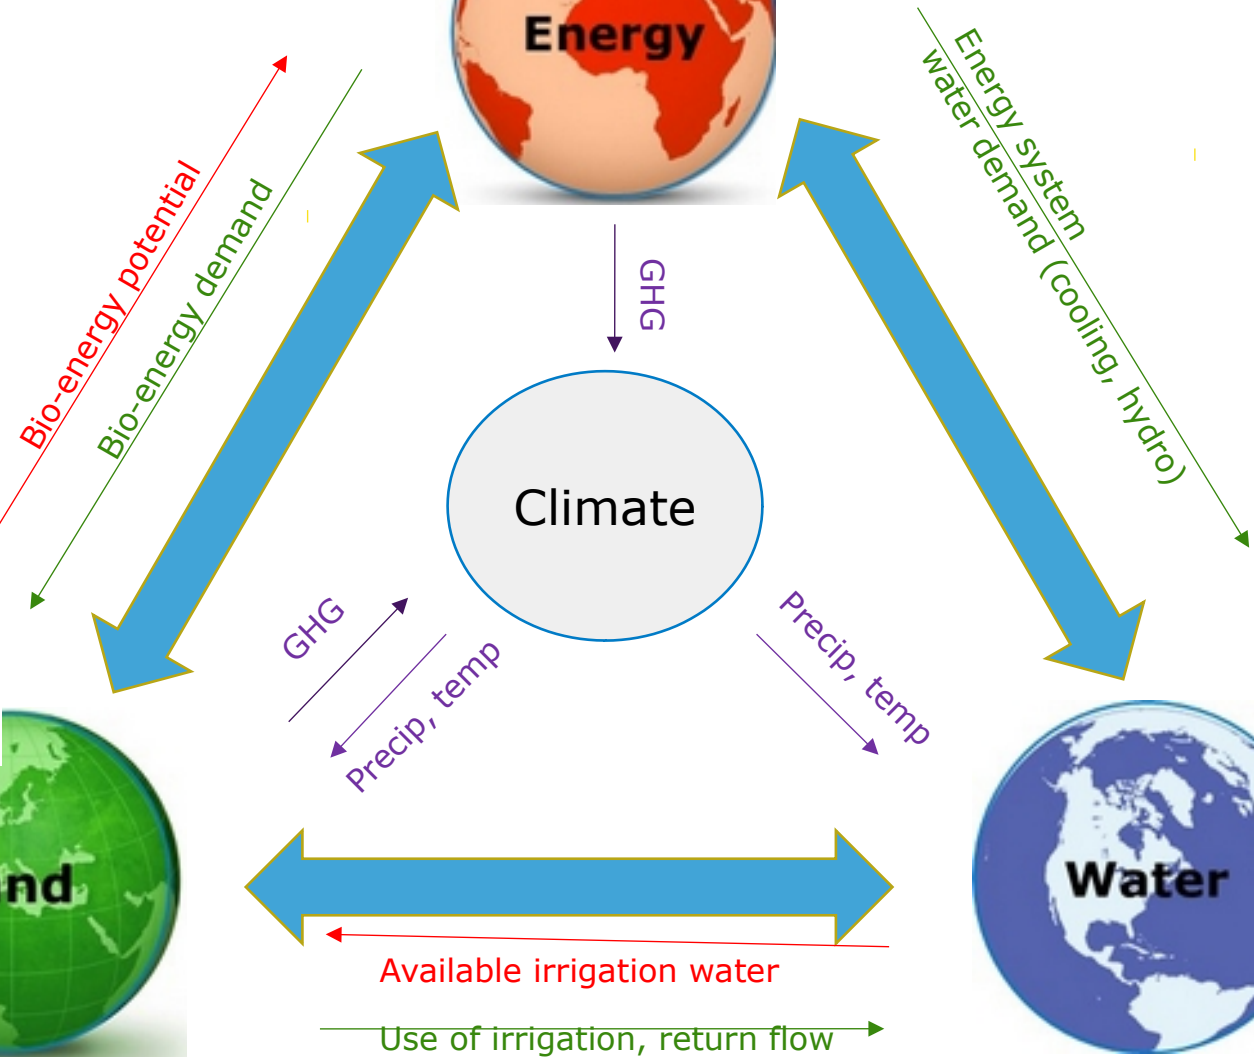 Energy
Energy system
water demand (cooling, hydro)
Bio-energy potential
Bio-energy demand
GHG
Climate
GHG
Precip, temp
Precip, temp
nd
Water
Available irrigation water
Use of irrigation, return flow